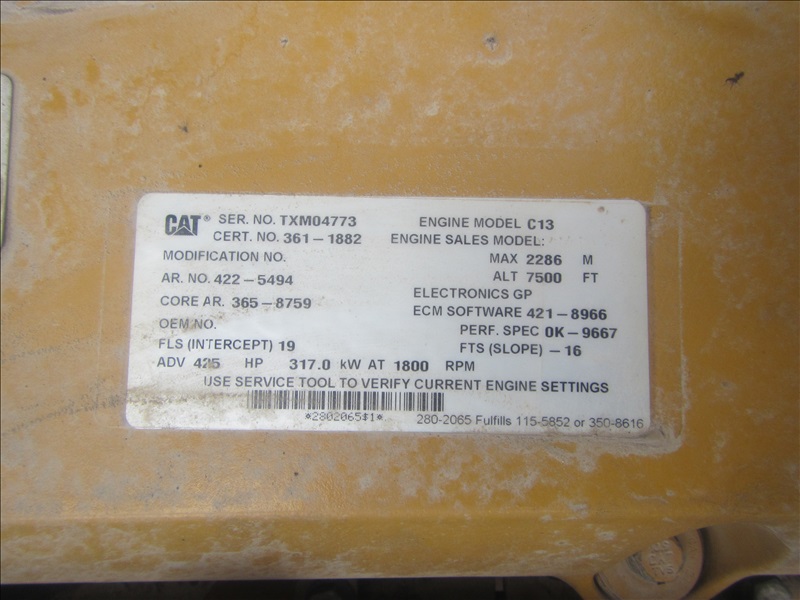 CAT® SER. NO. TXM04773 ENGINE MODEL C13
CERT. NO. 361-1882 ENGINE SALES MODEL:
MODIFICATION NO. MAX 2286 M
AR. NO. 422-5494 ALT 7500 FT
ELECTRONICS GP
CORE AR. 365-8759 ECM SOFTWARE 421-8966
OEM NO. PERF. SPEC 0K-9667
FLS (INTERCEPT) 19 FTS (SLOPE) -16
ADV 425 HP 317.0 kW AT 1800 RPM
USE SERVICE TOOL TO VERIFY CURRENT ENGINE SETTINGS
*2802065$1* 280-2065 Fulfills 115-5852 or 350-8616